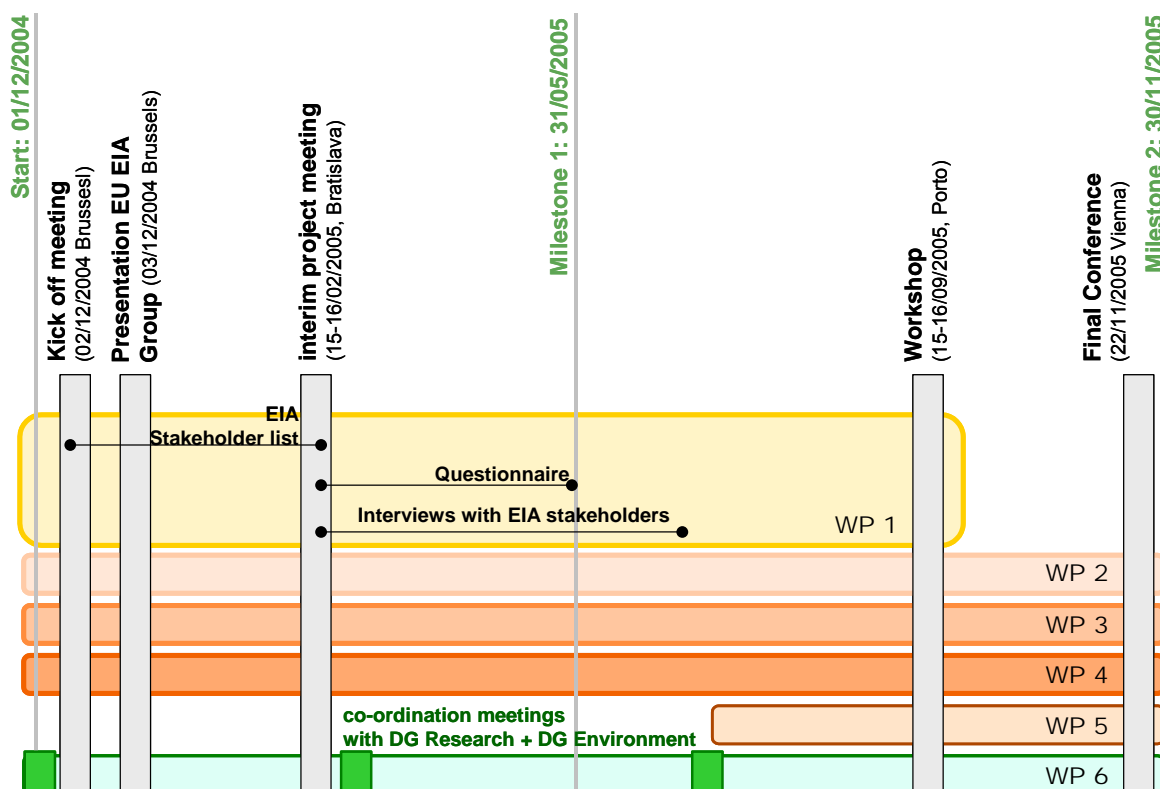 Start: 01/12/2004
Kick off meeting
(02/12/2004 Brussesl)
Presentation EU EIA
Group (03/12/2004 Brussels)
interim project meeting
(15-16/02/2005, Bratislava)
Milestone 1: 31/05/2005
Workshop
(15-16/09/2005, Porto)
Final Conference
(22/11/2005 Vienna)
Milestone 2: 30/11/2005
EIA
Stakeholder list
Questionnaire
Interviews with EIA stakeholders
WP 1
WP 2
WP 3
WP 4
co-ordination meetings
with DG Research + DG Environment
WP 5
WP 6